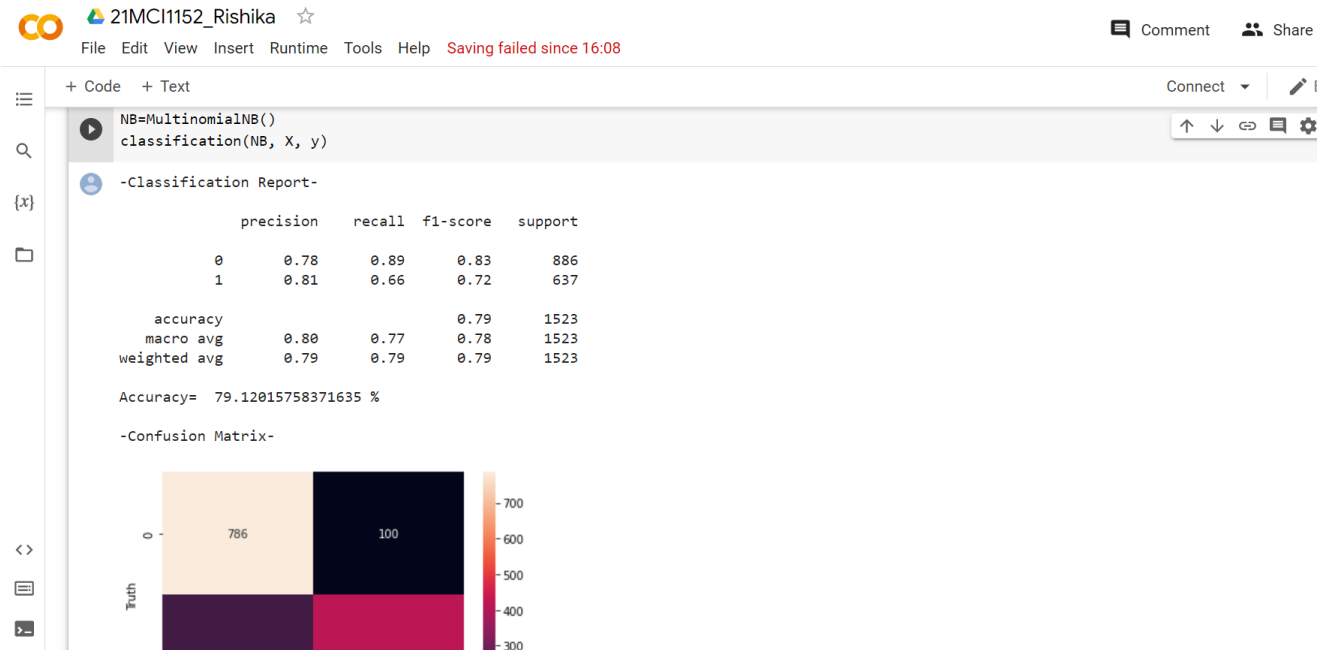 21MCI1152_Rishika
Comment Share
File Edit View Insert Runtime Tools Help Saving failed since 16:08
+ Code + Text Connect
NB=MultinomialNB()
classification(NB, X, y)
{x}
-Classification Report-
precision recall f1-score support
0 0.78 0.89 0.83 886
1 0.81 0.66 0.72 637
accuracy 0.79 1523
macro avg 0.80 0.77 0.78 1523
weighted avg 0.79 0.79 0.79 1523
Accuracy= 79.12015758371635 %
-Confusion Matrix-
700
0 786 100
600
500
Truth
400
300